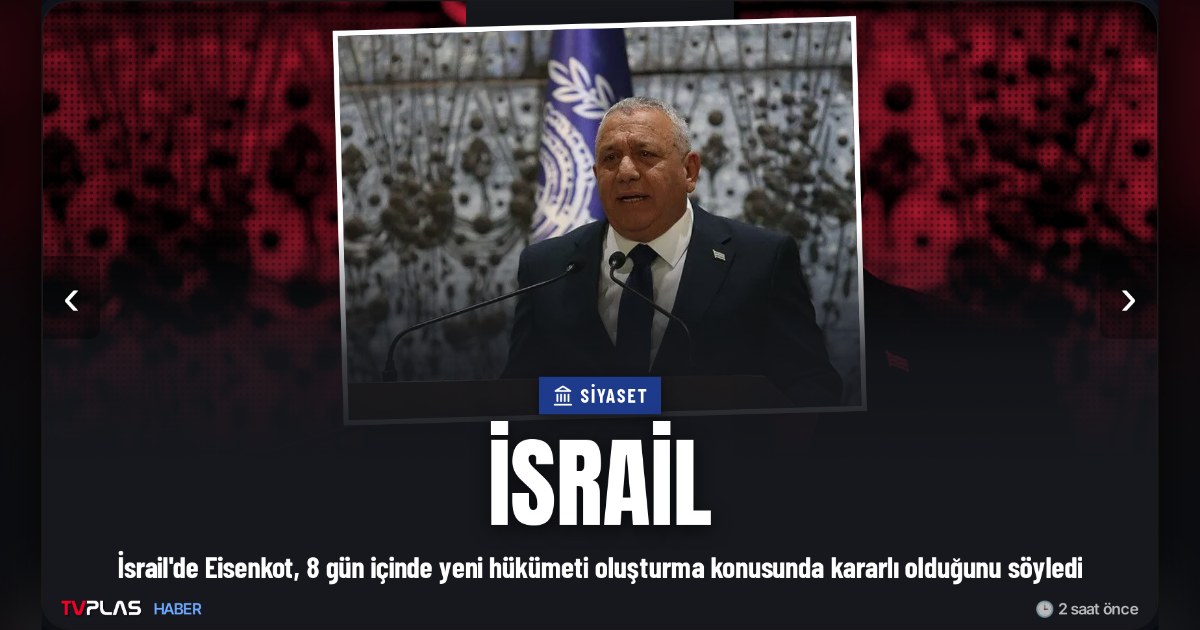 SİYASET
İSRAİL
İsrail'de Eisenkot, 8 gün içinde yeni hükümeti oluşturma konusunda kararlı olduğunu söyledi
TVPLAS HABER
2 saat önce